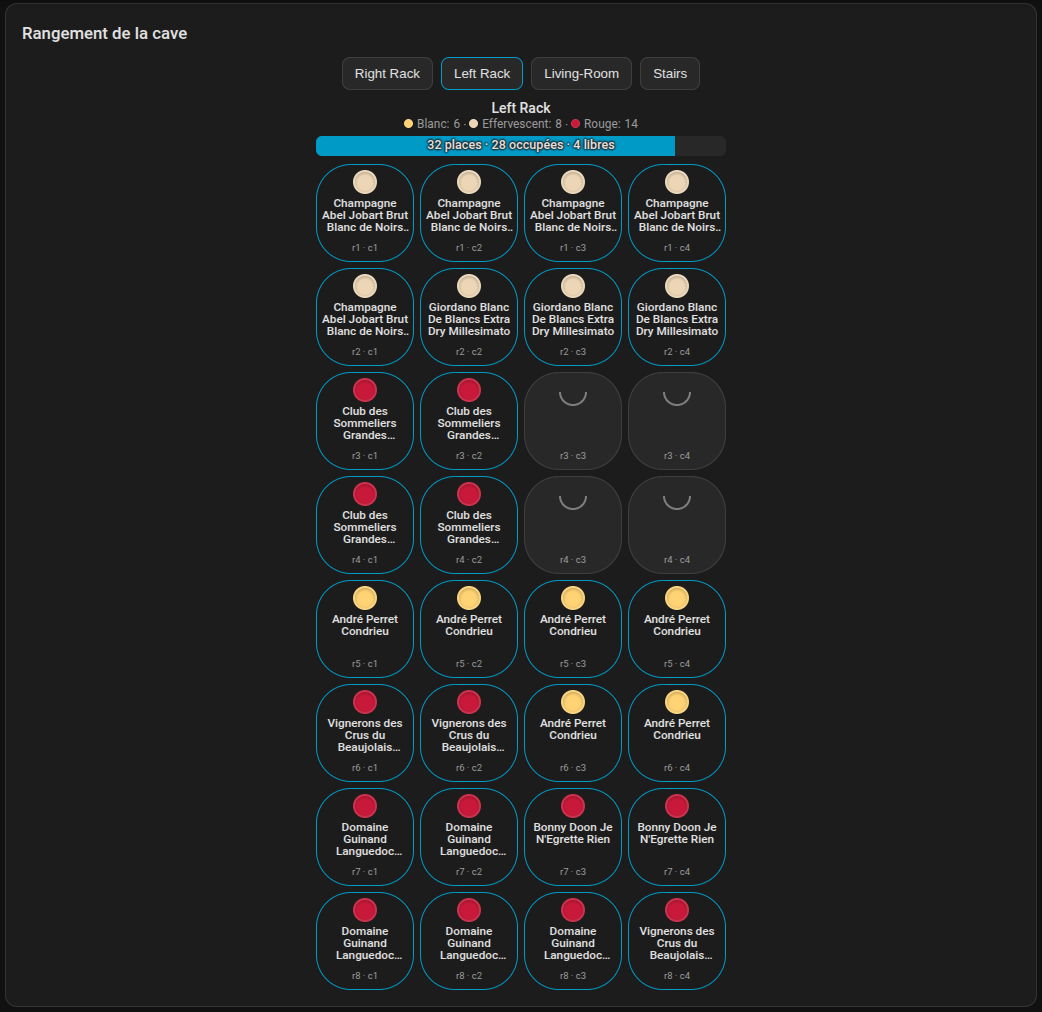 Rangement de la cave
Right Rack Left Rack Living-Room Stairs
Left Rack
Blanc: 6 · Effervescent: 8 · Rouge: 14
32 places · 28 occupées · 4 libres
Champagne Abel Jobart Brut Blanc de Noirs.. r1 · c1
Champagne Abel Jobart Brut Blanc de Noirs.. r1 · c2
Champagne Abel Jobart Brut Blanc de Noirs.. r1 · c3
Champagne Abel Jobart Brut Blanc de Noirs.. r1 · c4
Champagne Abel Jobart Brut Blanc de Noirs.. r2 · c1
Giordano Blanc De Blancs Extra Dry Millesimato r2 · c2
Giordano Blanc De Blancs Extra Dry Millesimato r2 · c3
Giordano Blanc De Blancs Extra Dry Millesimato r2 · c4
Club des Sommeliers Grandes... r3 · c1
Club des Sommeliers Grandes... r3 · c2
r3 · c3
r3 · c4
Club des Sommeliers Grandes... r4 · c1
Club des Sommeliers Grandes... r4 · c2
r4 · c3
r4 · c4
André Perret Condrieu r5 · c1
André Perret Condrieu r5 · c2
André Perret Condrieu r5 · c3
André Perret Condrieu r5 · c4
Vignerons des Crus du Beaujolais... r6 · c1
Vignerons des Crus du Beaujolais... r6 · c2
André Perret Condrieu r6 · c3
André Perret Condrieu r6 · c4
Domaine Guinand Languedoc... r7 · c1
Domaine Guinand Languedoc... r7 · c2
Bonny Doon Je N'Egrette Rien r7 · c3
Bonny Doon Je N'Egrette Rien r7 · c4
Domaine Guinand Languedoc... r8 · c1
Domaine Guinand Languedoc... r8 · c2
Domaine Guinand Languedoc... r8 · c3
Vignerons des Crus du Beaujolais... r8 · c4